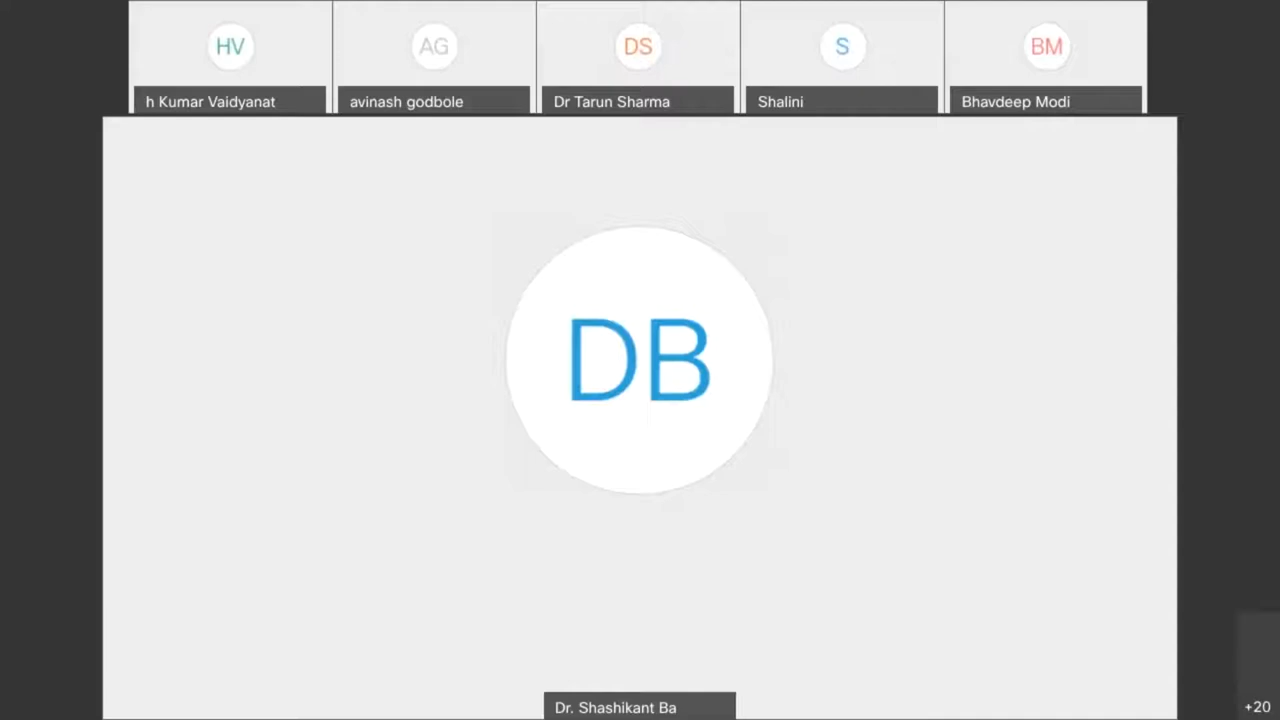 HV
AG
DS
S
BM
h Kumar Vaidyanat
avinash godbole
Dr Tarun Sharma
Shalini
Bhavdeep Modi
DB
Dr. Shashikant Ba
+20